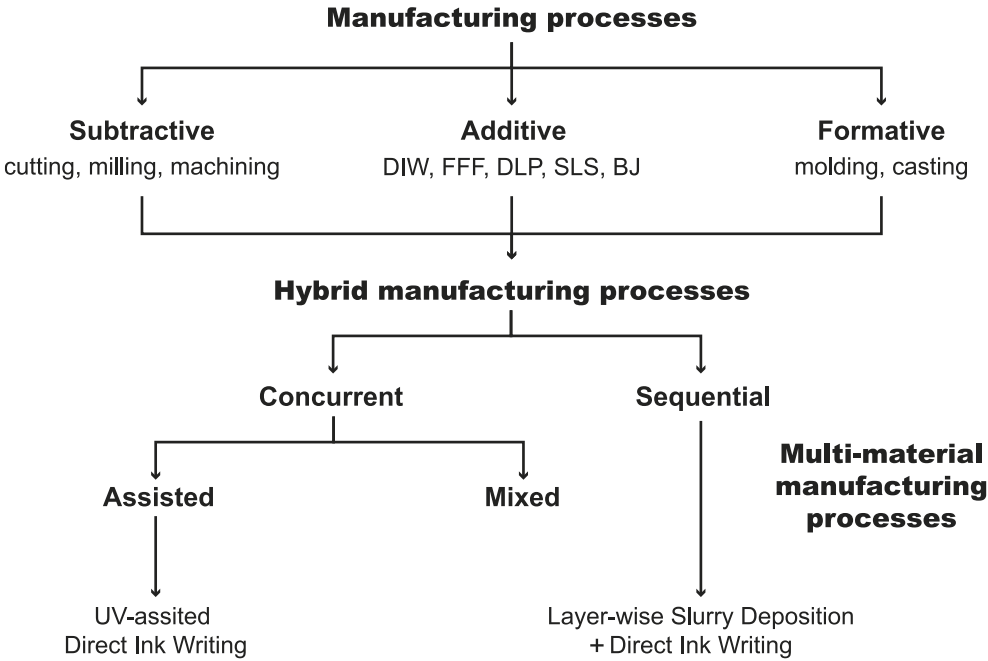 Manufacturing processes
Subtractive
cutting, milling, machining
Additive
DIW, FFF, DLP, SLS, BJ
Formative
molding, casting
Hybrid manufacturing processes
Concurrent
Sequential
Assisted
Mixed
Multi-material
manufacturing
processes
UV-assited
Direct Ink Writing
Layer-wise Slurry Deposition
+ Direct Ink Writing